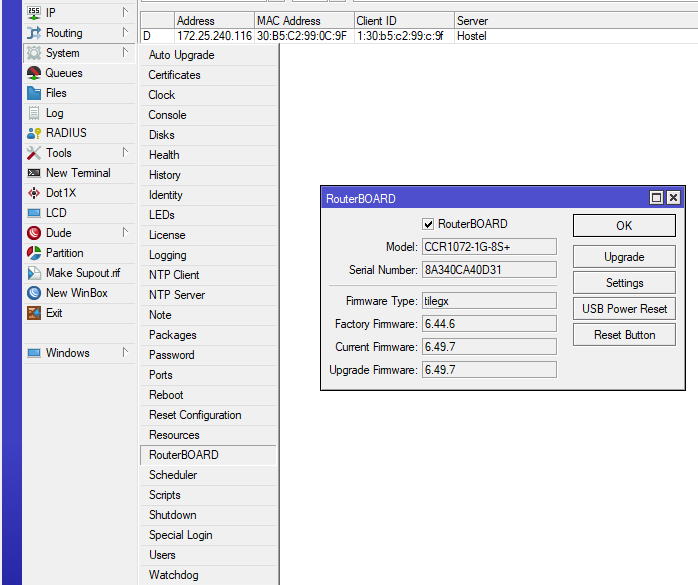 IP
Routing
System
Queues
Files
Log
RADIUS
Tools
New Terminal
Dot1X
LCD
Dude
Partition
Make Supout.rif
New WinBox
Exit
Windows
Address MAC Address Client ID Server
D 172.25.240.116 30:B5:C2:99:0C:9F 1:30:b5:c2:99:c:9f Hostel
Auto Upgrade
Certificates
Clock
Console
Disks
Health
History
Identity
LEDs
License
Logging
NTP Client
NTP Server
Note
Packages
Password
Ports
Reboot
Reset Configuration
Resources
RouterBOARD
Scheduler
Scripts
Shutdown
Special Login
Users
Watchdog
RouterBOARD
RouterBOARD
Model: CCR1072-1G-8S+
Serial Number: 8A340CA40D31
Firmware Type: tilegx
Factory Firmware: 6.44.6
Current Firmware: 6.49.7
Upgrade Firmware: 6.49.7
OK
Upgrade
Settings
USB Power Reset
Reset Button